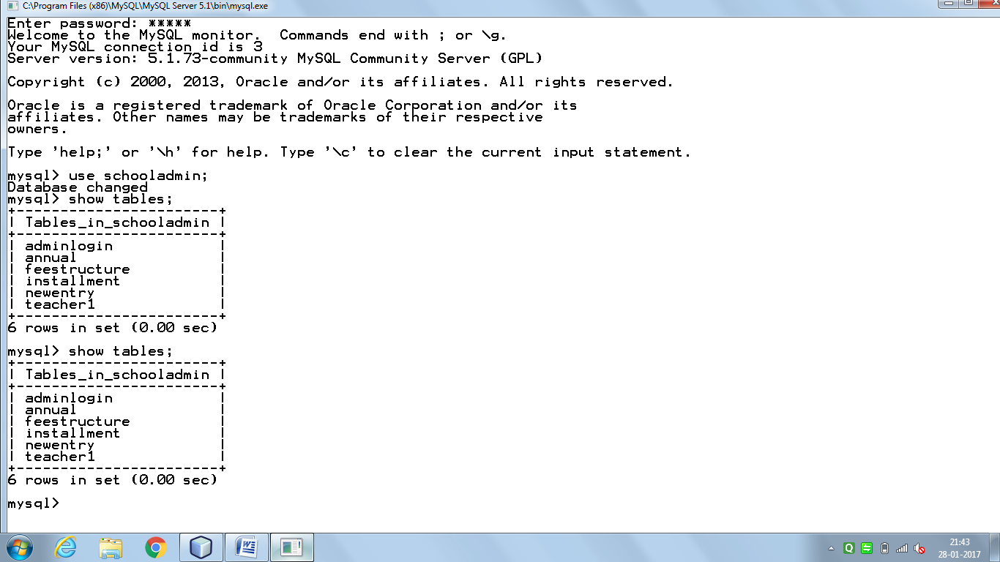 C:\Program Files (x86)\MySQL\MySQL Server 5.1\bin\mysql.exe
Enter password: *****
Welcome to the MySQL monitor.  Commands end with ; or \g.
Your MySQL connection id is 3
Server version: 5.1.73-community MySQL Community Server (GPL)

Copyright (c) 2000, 2013, Oracle and/or its affiliates. All rights reserved.

Oracle is a registered trademark of Oracle Corporation and/or its
affiliates. Other names may be trademarks of their respective
owners.

Type 'help;' or '\h' for help. Type '\c' to clear the current input statement.

mysql> use schooladmin;
Database changed
mysql> show tables;
+-----------------------+
| Tables_in_schooladmin |
+-----------------------+
| adminlogin            |
| annual                |
| feestructure          |
| installment           |
| newentry              |
| teacher1              |
+-----------------------+
6 rows in set (0.00 sec)

mysql> show tables;
+-----------------------+
| Tables_in_schooladmin |
+-----------------------+
| adminlogin            |
| annual                |
| feestructure          |
| installment           |
| newentry              |
| teacher1              |
+-----------------------+
6 rows in set (0.00 sec)

mysql>
21:43
28-01-2017